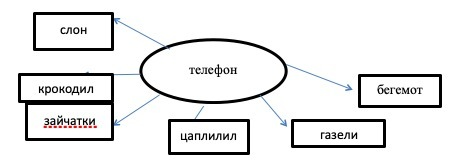 слон
телефон
крокодил
бегемот
зайчатки
цаплилил
газели